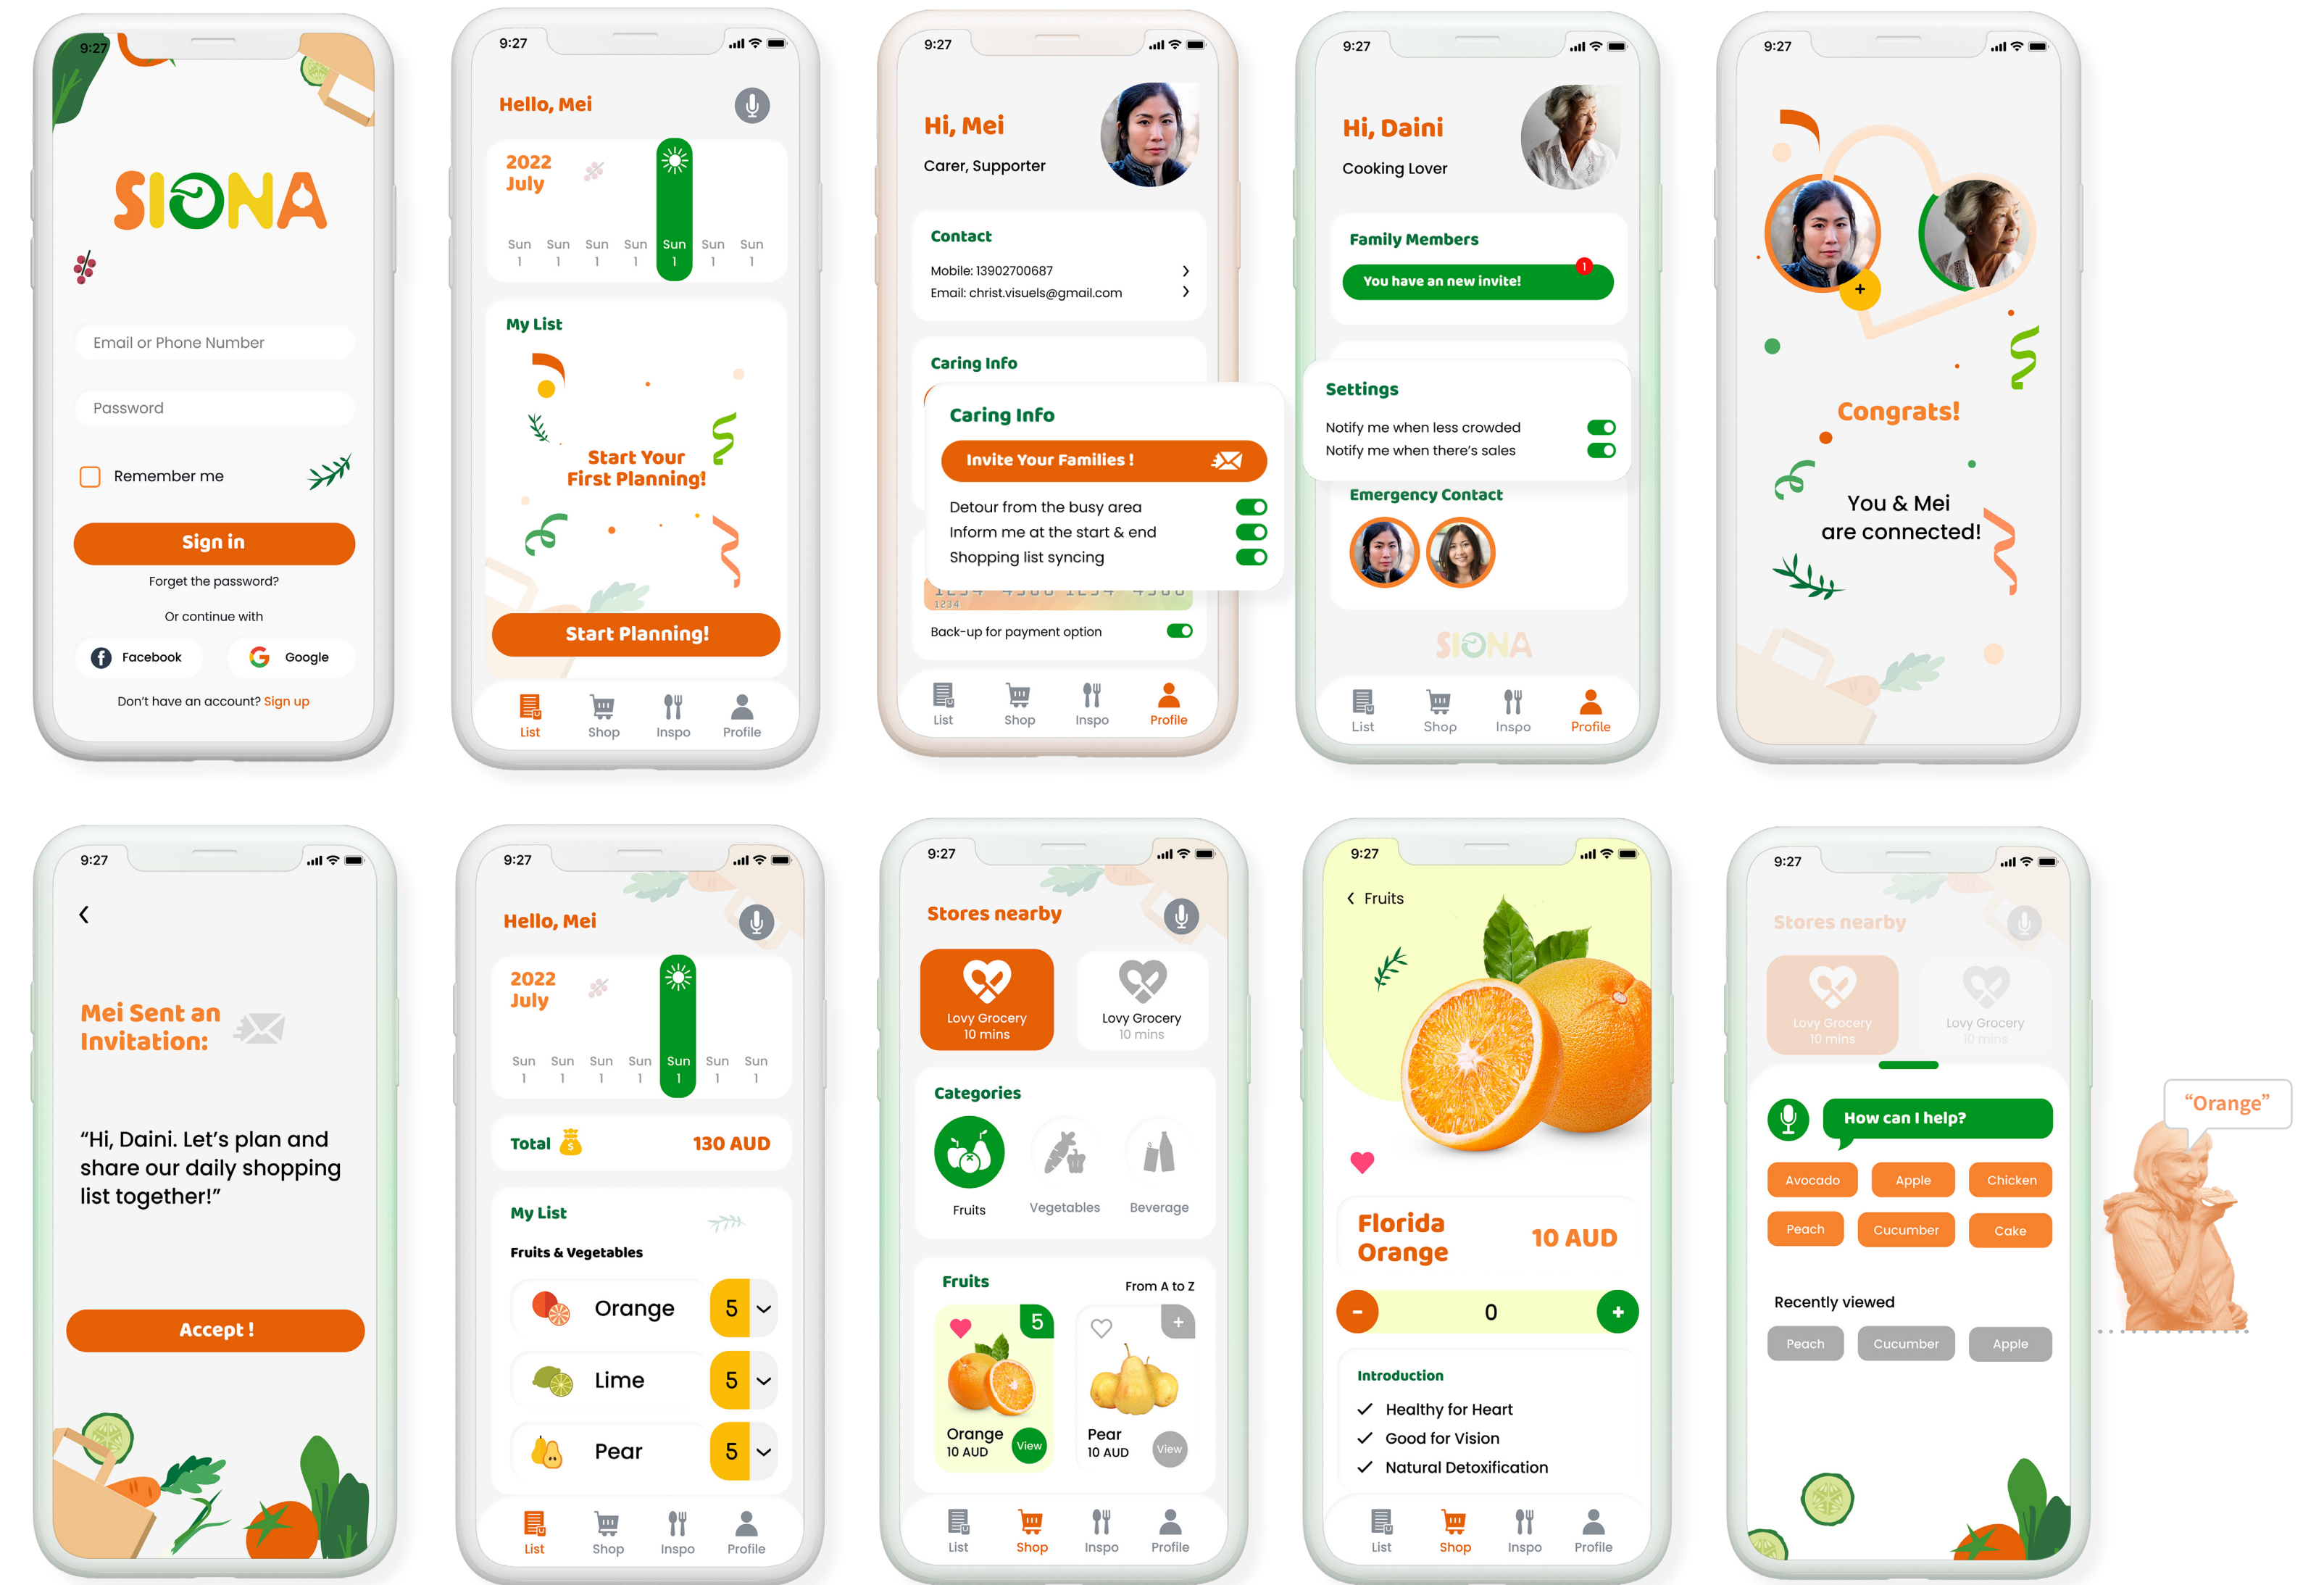 9:27
SIONA
Email or Phone Number
Password
Remember me
Sign in
Forget the password?
Or continue with
Facebook
Google
Don't have an account? Sign up
9:27
Hello, Mei
2022
July
Sun Sun Sun Sun Sun Sun Sun
1 1 1 1 1 1 1
My List
Start Your
First Planning!
Start Planning!
List Shop Inspo Profile
9:27
Hi, Mei
Carer, Supporter
Contact
Mobile: 13902700687
Email: christ.visuels@gmail.com
Caring Info
Caring Info
Invite Your Families !
Detour from the busy area
Inform me at the start & end
Shopping list syncing
1234
Back-up for payment option
List Shop Inspo Profile
9:27
Hi, Daini
Cooking Lover
Family Members
You have an new invite!
1
Settings
Notify me when less crowded
Notify me when there's sales
Emergency Contact
SIONA
List Shop Inspo Profile
9:27
+
Congrats!
You & Mei
are connected!
9:27
Mei Sent an
Invitation:
“Hi, Daini. Let's plan and
share our daily shopping
list together!”
Accept !
9:27
Hello, Mei
2022
July
Sun Sun Sun Sun Sun Sun Sun
1 1 1 1 1 1 1
Total $ 130 AUD
My List
Fruits & Vegetables
Orange 5
Lime 5
Pear 5
List Shop Inspo Profile
9:27
Stores nearby
Lovy Grocery
10 mins
Lovy Grocery
10 mins
Categories
Fruits Vegetables Beverage
Fruits From A to Z
5
Orange
10 AUD
View
+
Pear
10 AUD
View
List Shop Inspo Profile
9:27
Fruits
Florida
Orange
10 AUD
- 0 +
Introduction
Healthy for Heart
Good for Vision
Natural Detoxification
List Shop Inspo Profile
9:27
Stores nearby
Lovy Grocery
10 mins
Lovy Grocery
10 mins
How can I help?
Avocado Apple Chicken
Peach Cucumber Cake
Recently viewed
Peach Cucumber Apple
“Orange”